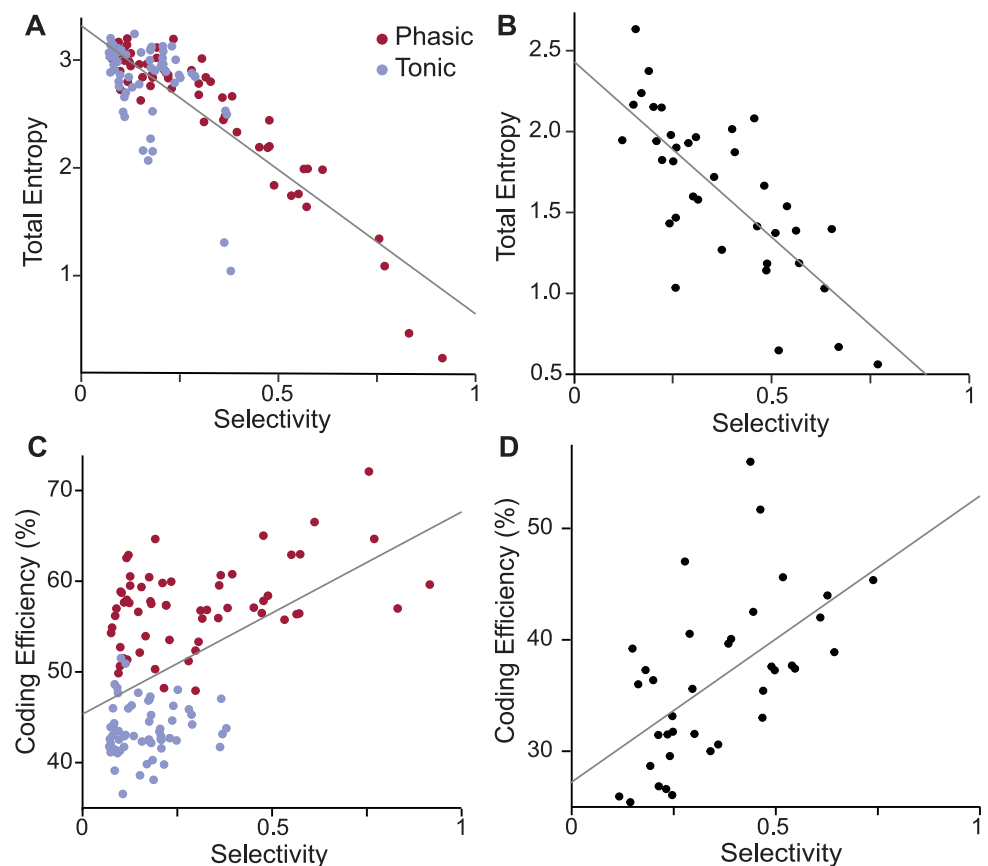 A
Phasic
Tonic
Total Entropy
3
2
1
0
0.5
1
Selectivity
B
Total Entropy
2.5
2.0
1.5
1.0
0.5
0
0.5
1
Selectivity
C
Coding Efficiency (%)
70
60
50
40
0
0.5
1
Selectivity
D
Coding Efficiency (%)
50
40
30
0
0.5
1
Selectivity